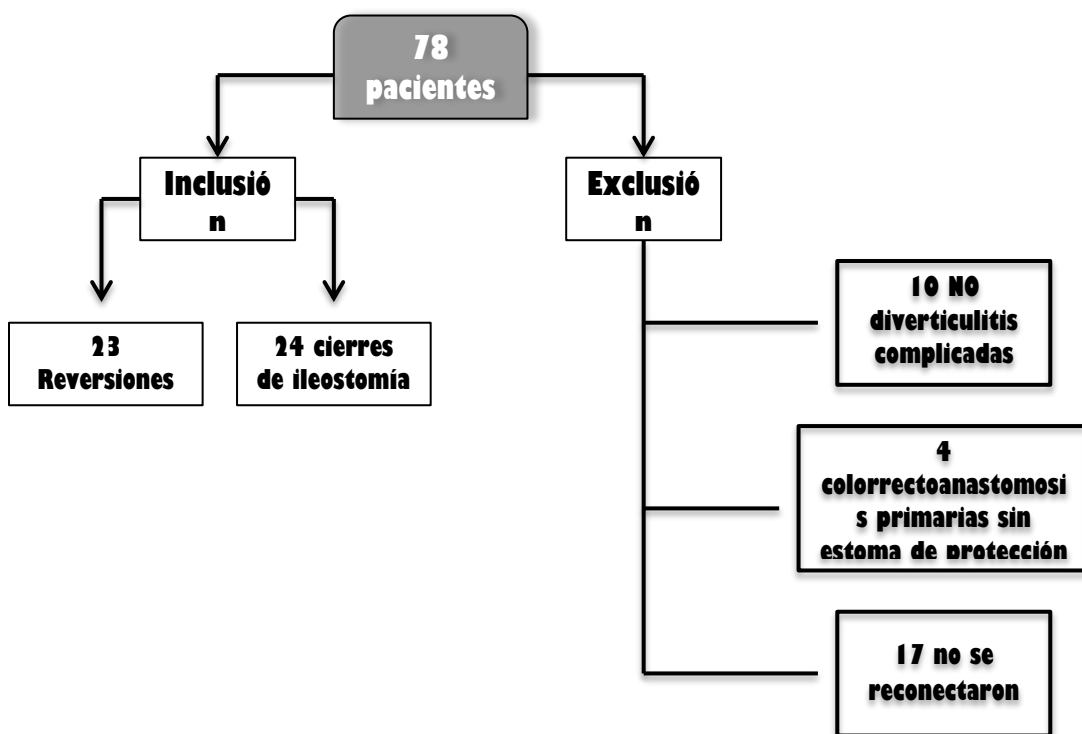 78
pacientes
Inclusió
n
Exclusió
n
23
Reversiones
24 cierres
de ileostomía
10 NO
diverticulitis
complicadas
4
colorrectoanastomosi
s primarias sin
estoma de protección
17 no se
reconectaron